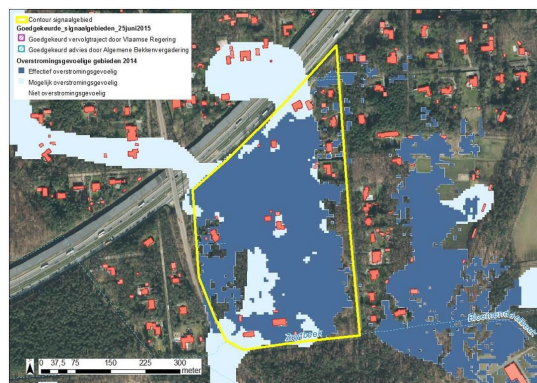 Contour signaalgebied
Goedgekeurde_signaalgebieden_25juni2015
Goedgekeurd vervolgtraject door Vlaamse Regering
Goedgekeurd advies door Algemene Bekkenvergadering
Overstromingsgevoelige gebieden 2014
Effectief overstromingsgevoelig
Mogelijk overstromingsgevoelig
Niet overstromingsgevoelig
N
0 37,5 75 150 225 300
meter